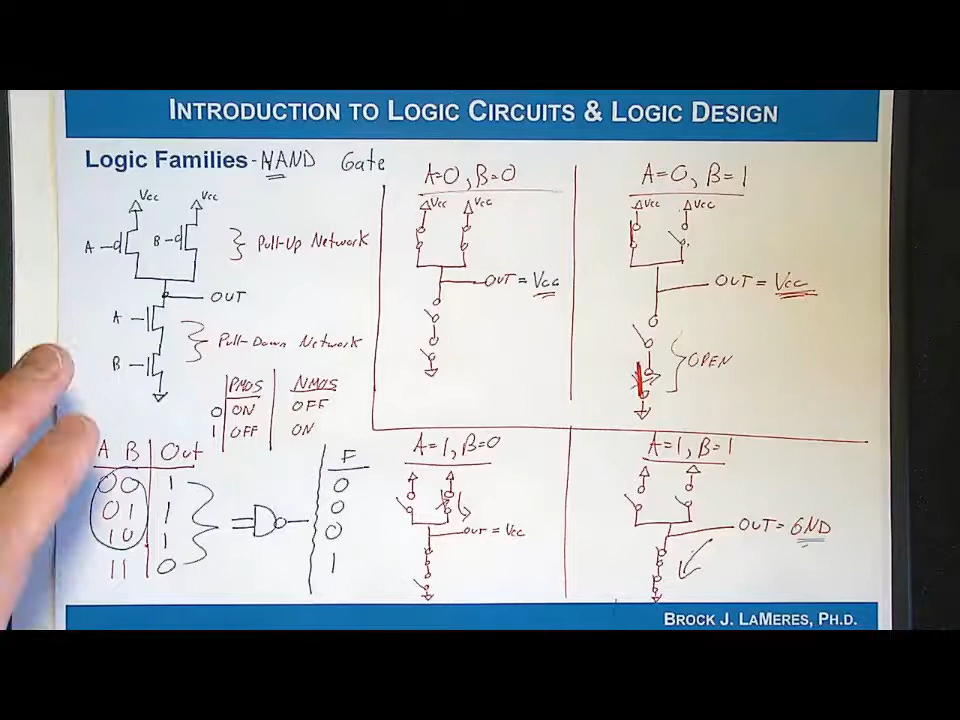 INTRODUCTION TO LOGIC CIRCUITS & LOGIC DESIGN
Logic Families - NAND Gate
Vcc Vcc
A B
} Pull-Up Network
OUT
A
} Pull-Down Network
B
PMOS NMOS
0 ON OFF
1 OFF ON
A B Out
0 0 1
0 1 1
1 0 1
1 1 0
F
0
0
0
1
A=0, B=0
Vcc Vcc
OUT = Vcc
A=0, B=1
Vcc Vcc
OUT = Vcc
OPEN
A=1, B=0
OUT = Vcc
A=1, B=1
OUT = GND
BROCK J. LAMERES, PH.D.